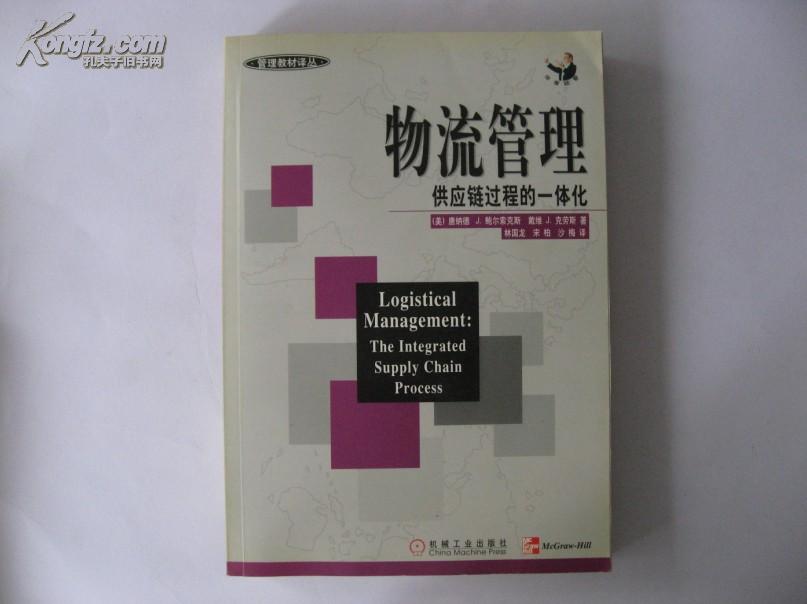 Kongfz.com
孔夫子旧书网
·管理教材译丛·
物流管理
供应链过程的一体化
(美) 唐纳德 J. 鲍尔索克斯 戴维 J. 克劳斯 著
林国龙 宋柏 沙梅 译
Logistical
Management:
The Integrated
Supply Chain
Process
机械工业出版社
China Machine Press
McGraw-Hill